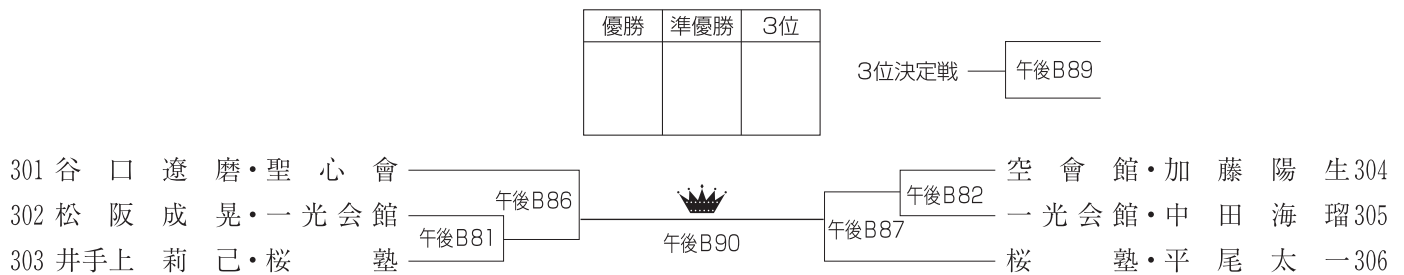 優勝 準優勝 3位
3位決定戦 午後B89
301 谷口遼磨・聖心會
空會館・加藤陽生 304
午後B86
午後B82
302 松阪成晃・一光会館
一光会館・中田海瑠 305
午後B81
午後B90
午後B87
303 井手上莉己・桜塾
桜塾・平尾太一 306